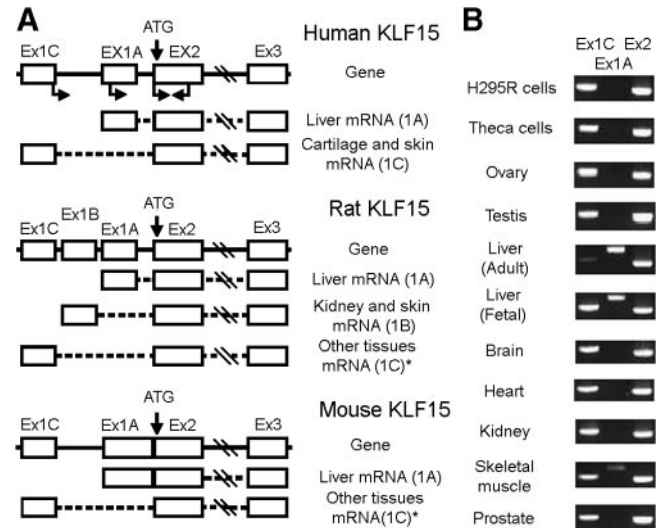 A
Human KLF15
ATG
Ex1C EX1A EX2 Ex3
Gene
Liver mRNA (1A)
Cartilage and skin
mRNA (1C)
Rat KLF15
ATG
Ex1C Ex1B Ex1A Ex2 Ex3
Gene
Liver mRNA (1A)
Kidney and skin
mRNA (1B)
Other tissues
mRNA (1C)*
Mouse KLF15
ATG
Ex1C Ex1A Ex2 Ex3
Gene
Liver mRNA (1A)
Other tissues
mRNA(1C)*
B
Ex1C Ex2
Ex1A
H295R cells
Theca cells
Ovary
Testis
Liver
(Adult)
Liver
(Fetal)
Brain
Heart
Kidney
Skeletal
muscle
Prostate